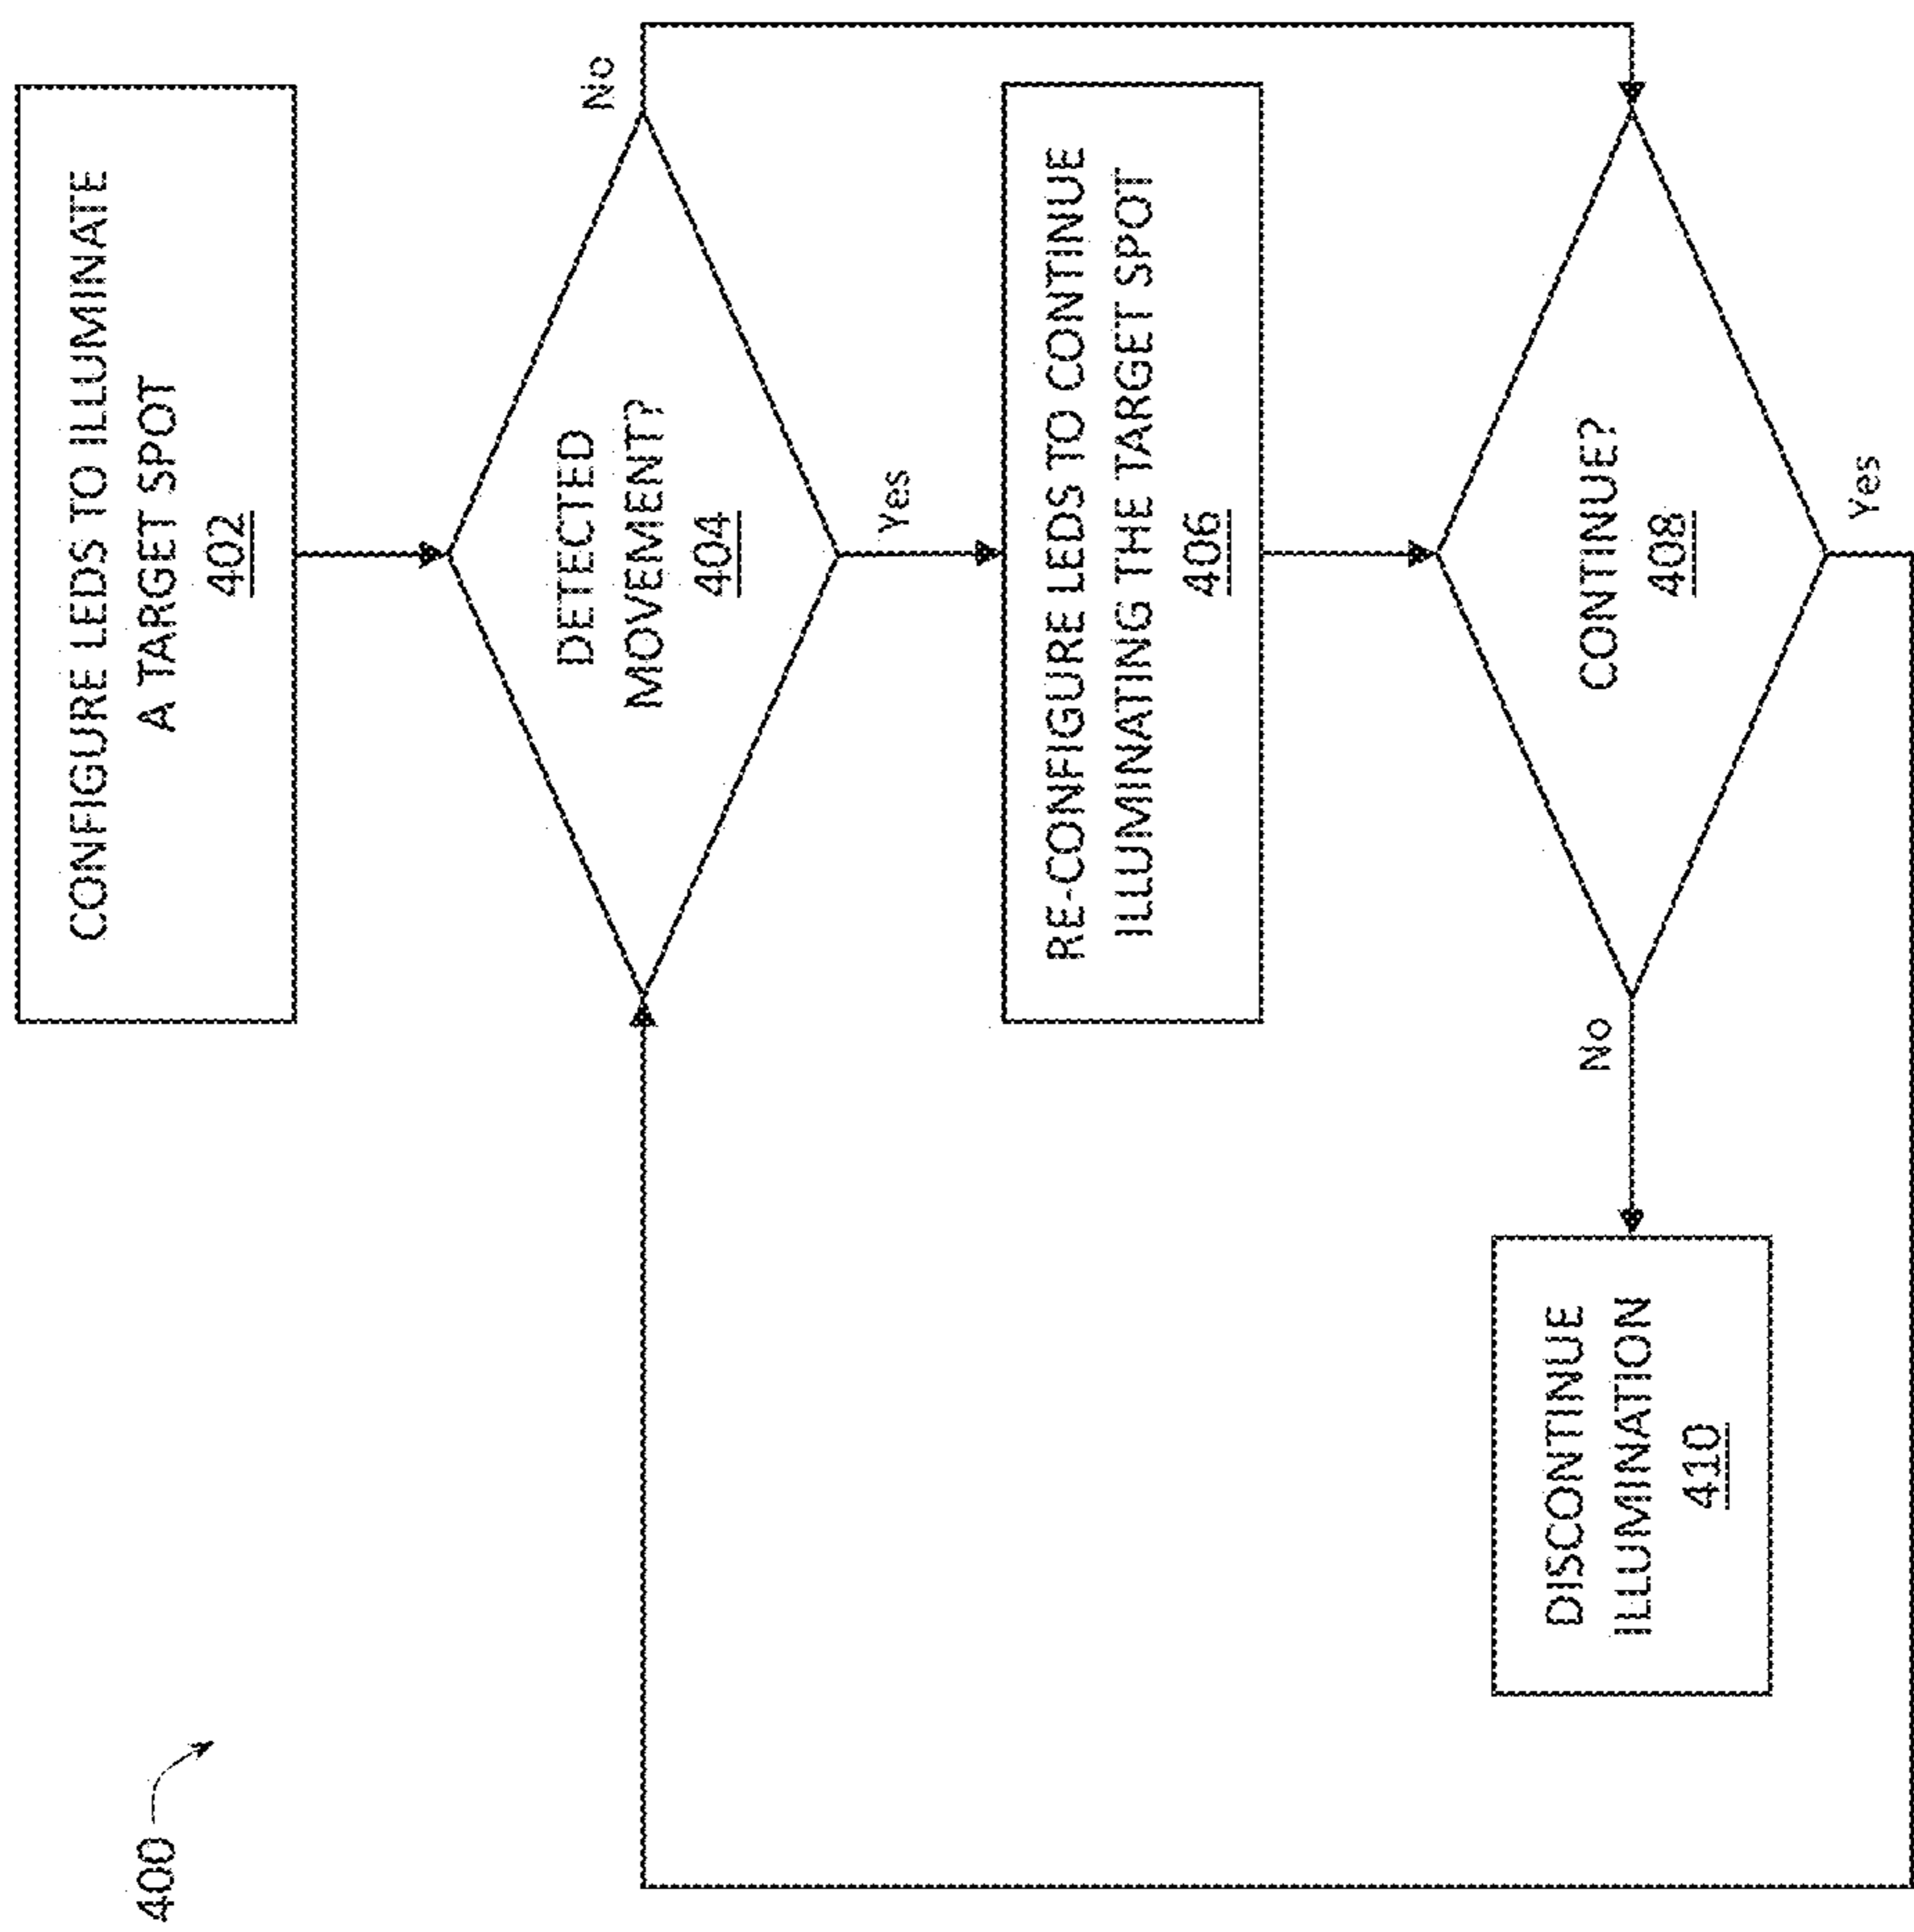 400
CONFIGURE LEDS TO ILLUMINATE
A TARGET SPOT
402
DETECTED
MOVEMENT?
404
No
Yes
RE-CONFIGURE LEDS TO CONTINUE
ILLUMINATING THE TARGET SPOT
406
CONTINUE?
408
No
Yes
DISCONTINUE
ILLUMINATION
410